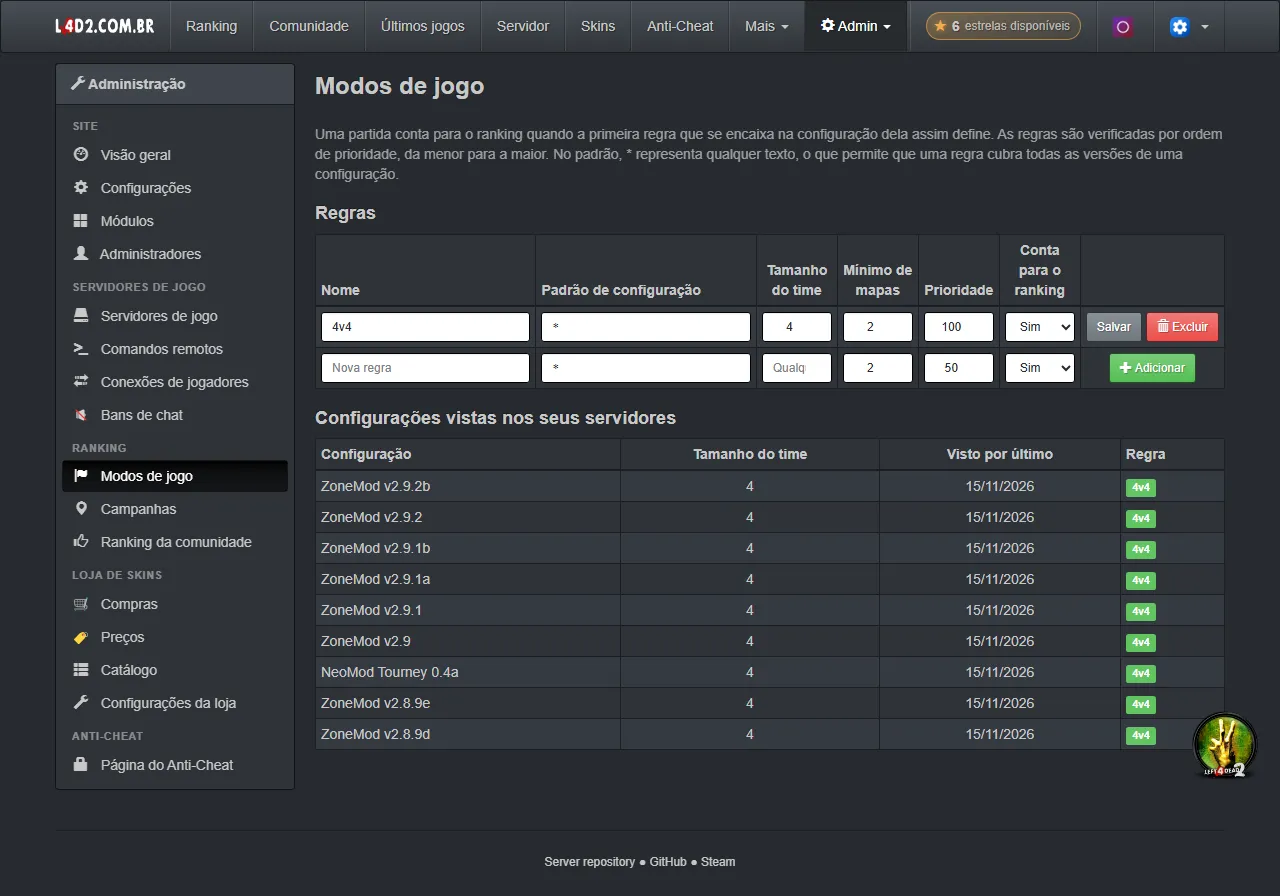 L4D2.COM.BR Ranking Comunidade Últimos jogos Servidor Skins Anti-Cheat Mais Admin 6 estrelas disponíveis
Administração
SITE
Visão geral
Configurações
Módulos
Administradores
SERVIDORES DE JOGO
Servidores de jogo
Comandos remotos
Conexões de jogadores
Bans de chat
RANKING
Modos de jogo
Campanhas
Ranking da comunidade
LOJA DE SKINS
Compras
Preços
Catálogo
Configurações da loja
ANTI-CHEAT
Página do Anti-Cheat
Modos de jogo
Uma partida conta para o ranking quando a primeira regra que se encaixa na configuração dela assim define. As regras são verificadas por ordem
de prioridade, da menor para a maior. No padrão, * representa qualquer texto, o que permite que uma regra cubra todas as versões de uma
configuração.
Regras
Nome Padrão de configuração Tamanho do time Mínimo de mapas Prioridade Conta para o ranking
4v4 * 4 2 100 Sim Salvar Excluir
Nova regra * Qualq 2 50 Sim Adicionar
Configurações vistas nos seus servidores
Configuração Tamanho do time Visto por último Regra
ZoneMod v2.9.2b 4 15/11/2026 4v4
ZoneMod v2.9.2 4 15/11/2026 4v4
ZoneMod v2.9.1b 4 15/11/2026 4v4
ZoneMod v2.9.1a 4 15/11/2026 4v4
ZoneMod v2.9.1 4 15/11/2026 4v4
ZoneMod v2.9 4 15/11/2026 4v4
NeoMod Tourney 0.4a 4 15/11/2026 4v4
ZoneMod v2.8.9e 4 15/11/2026 4v4
ZoneMod v2.8.9d 4 15/11/2026 4v4
LEFT 4 DEAD 2
Server repository ● GitHub ● Steam